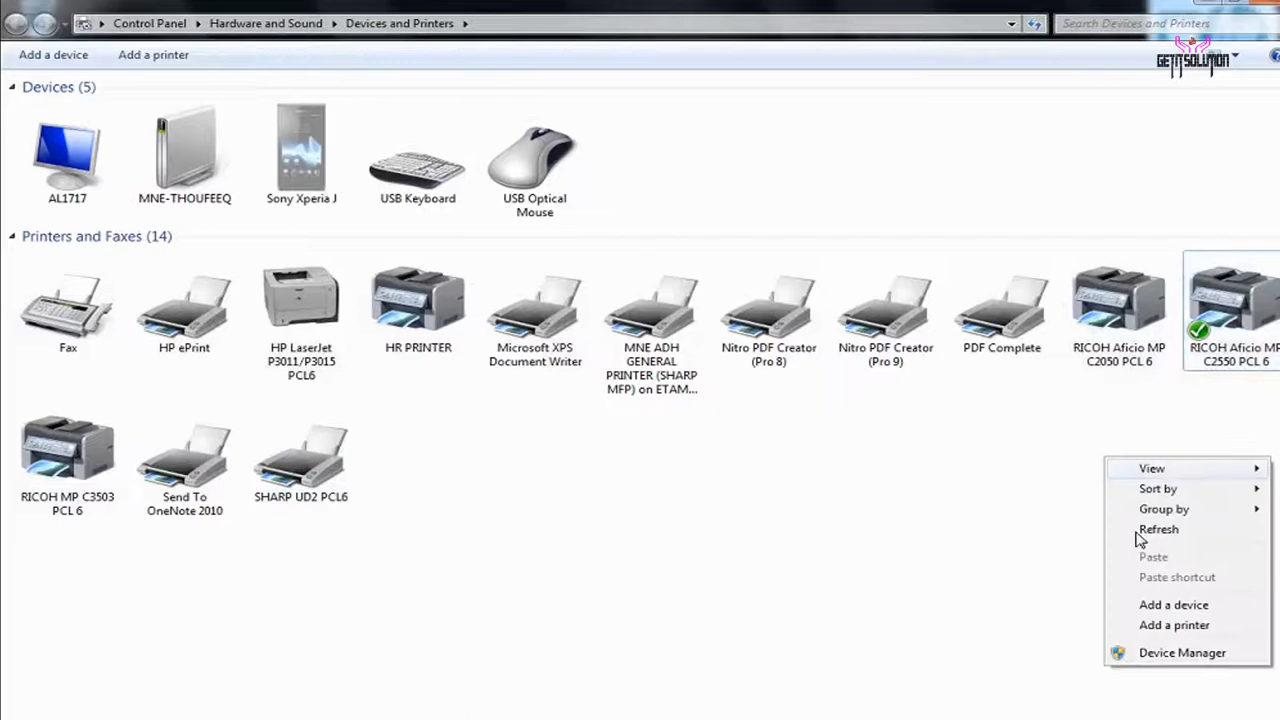 Control Panel Hardware and Sound Devices and Printers Search Devices and Printers
GETITSOLUTION
Add a device Add a printer
Devices (5)
AL1717
MNE-THOUFEEQ
Sony Xperia J
USB Keyboard
USB Optical
Mouse
Printers and Faxes (14)
Fax
HP ePrint
HP LaserJet
P3011/P3015
PCL6
HR PRINTER
Microsoft XPS
Document Writer
MNE ADH
GENERAL
PRINTER (SHARP
MFP) on ETAM...
Nitro PDF Creator
(Pro 8)
Nitro PDF Creator
(Pro 9)
PDF Complete
RICOH Aficio MP
C2050 PCL 6
RICOH Aficio MP
C2550 PCL 6
RICOH MP C3503
PCL 6
Send To
OneNote 2010
SHARP UD2 PCL6
View
Sort by
Group by
Refresh
Paste
Paste shortcut
Add a device
Add a printer
Device Manager